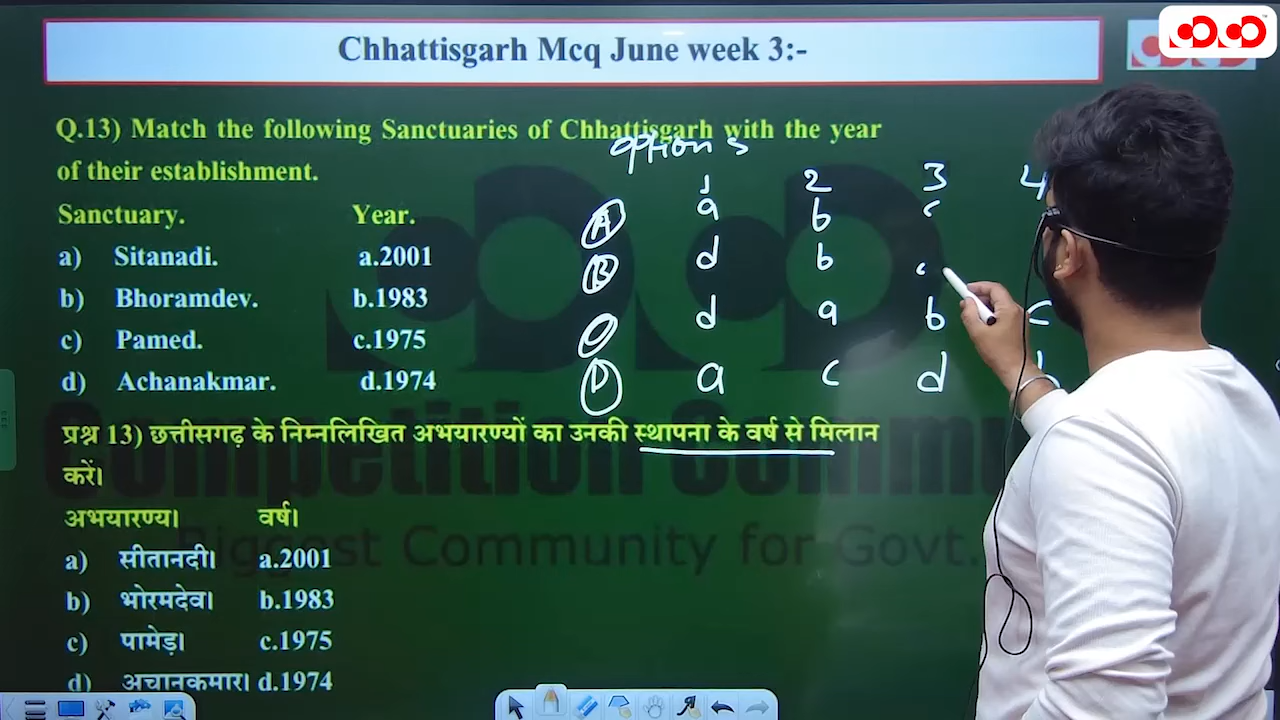 Chhattisgarh Mcq June week 3:-
Q.13) Match the following Sanctuaries of Chhattisgarh with the year
of their establishment.
options
1 2 3 4
Sanctuary. Year.
A a b c
a) Sitanadi. a.2001
B d b c
b) Bhoramdev. b.1983
C d a b c
c) Pamed. c.1975
D a c d b
d) Achanakmar. d.1974
प्रश्न 13) छत्तीसगढ़ के निम्नलिखित अभयारण्यों का उनकी स्थापना के वर्ष से मिलान
करें।
अभयारण्य। वर्ष।
a) सीतानदी। a.2001
b) भोरमदेव। b.1983
c) पामेड़। c.1975
d) अचानकमार। d.1974
Competition Commu
Biggest Community for Govt.